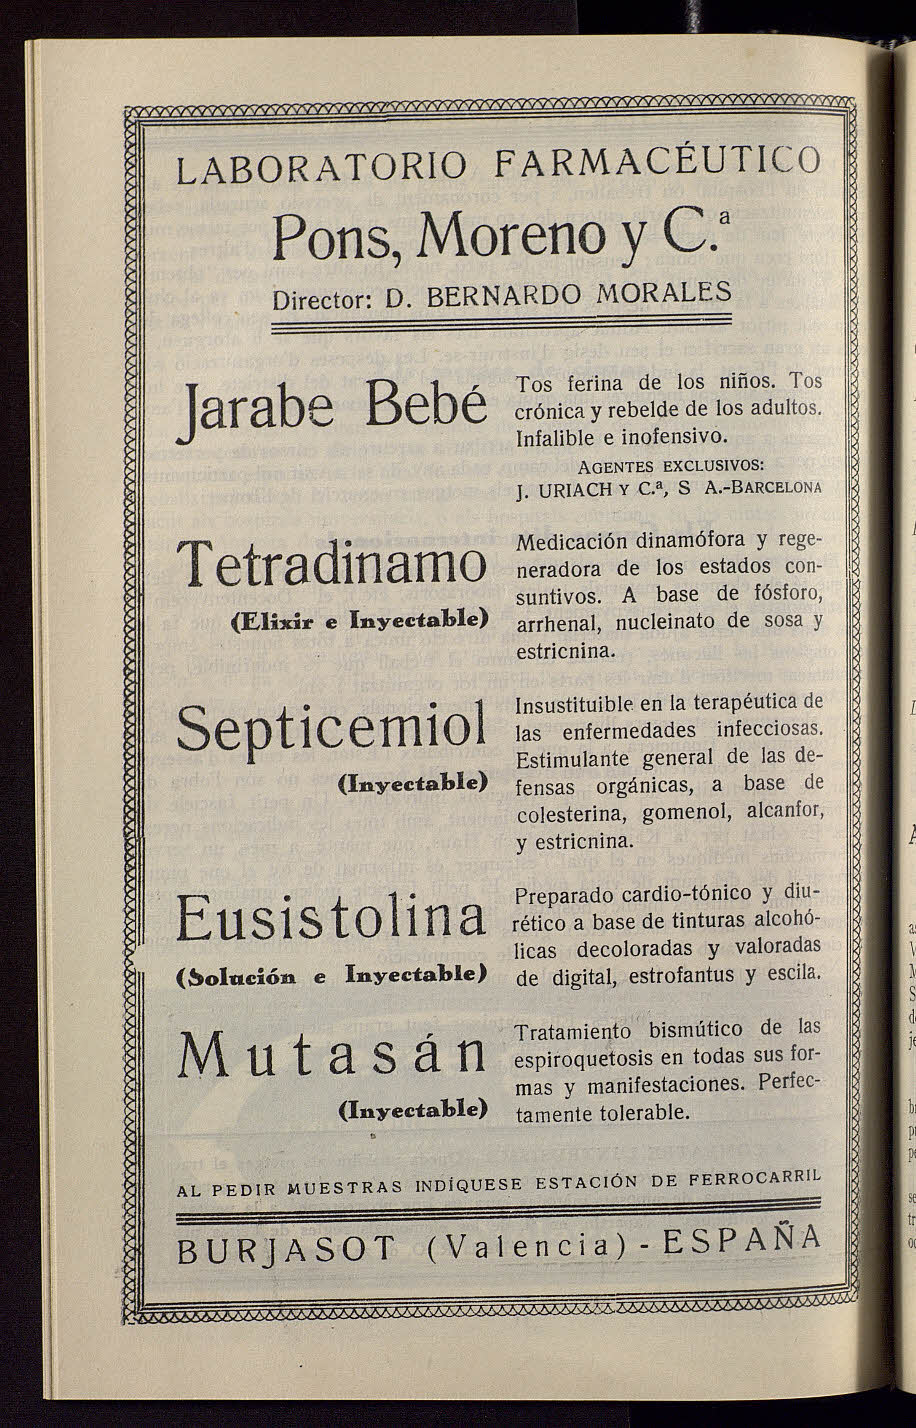 LABORATORIO FARMACÉUTICO
Pons, Moreno y C.ª
Director: D. BERNARDO MORALES
Jarabe Bebé
Tos ferina de los niños. Tos
crónica y rebelde de los adultos.
Infalible e inofensivo.
AGENTES EXCLUSIVOS:
J. URIACH Y C.ª, S A.-BARCELONA
Tetradinamo
(Elixir e Inyectable)
Medicación dinamófora y rege-
neradora de los estados con-
suntivos. A base de fósforo,
arrhenal, nucleinato de sosa y
estricnina.
Septicemiol
(Inyectable)
Insustituible en la terapéutica de
las enfermedades infecciosas.
Estimulante general de las de-
fensas orgánicas, a base de
colesterina, gomenol, alcanfor,
y estricnina.
Eusistolina
(Solución e Inyectable)
Preparado cardio-tónico y diu-
rético a base de tinturas alcohó-
licas decoloradas y valoradas
de digital, estrofantus y escila.
Mutasán
(Inyectable)
Tratamiento bismútico de las
espiroquetosis en todas sus for-
mas y manifestaciones. Perfec-
tamente tolerable.
AL PEDIR MUESTRAS INDÍQUESE ESTACIÓN DE FERROCARRIL
BURJASOT (Valencia) - ESPAÑA